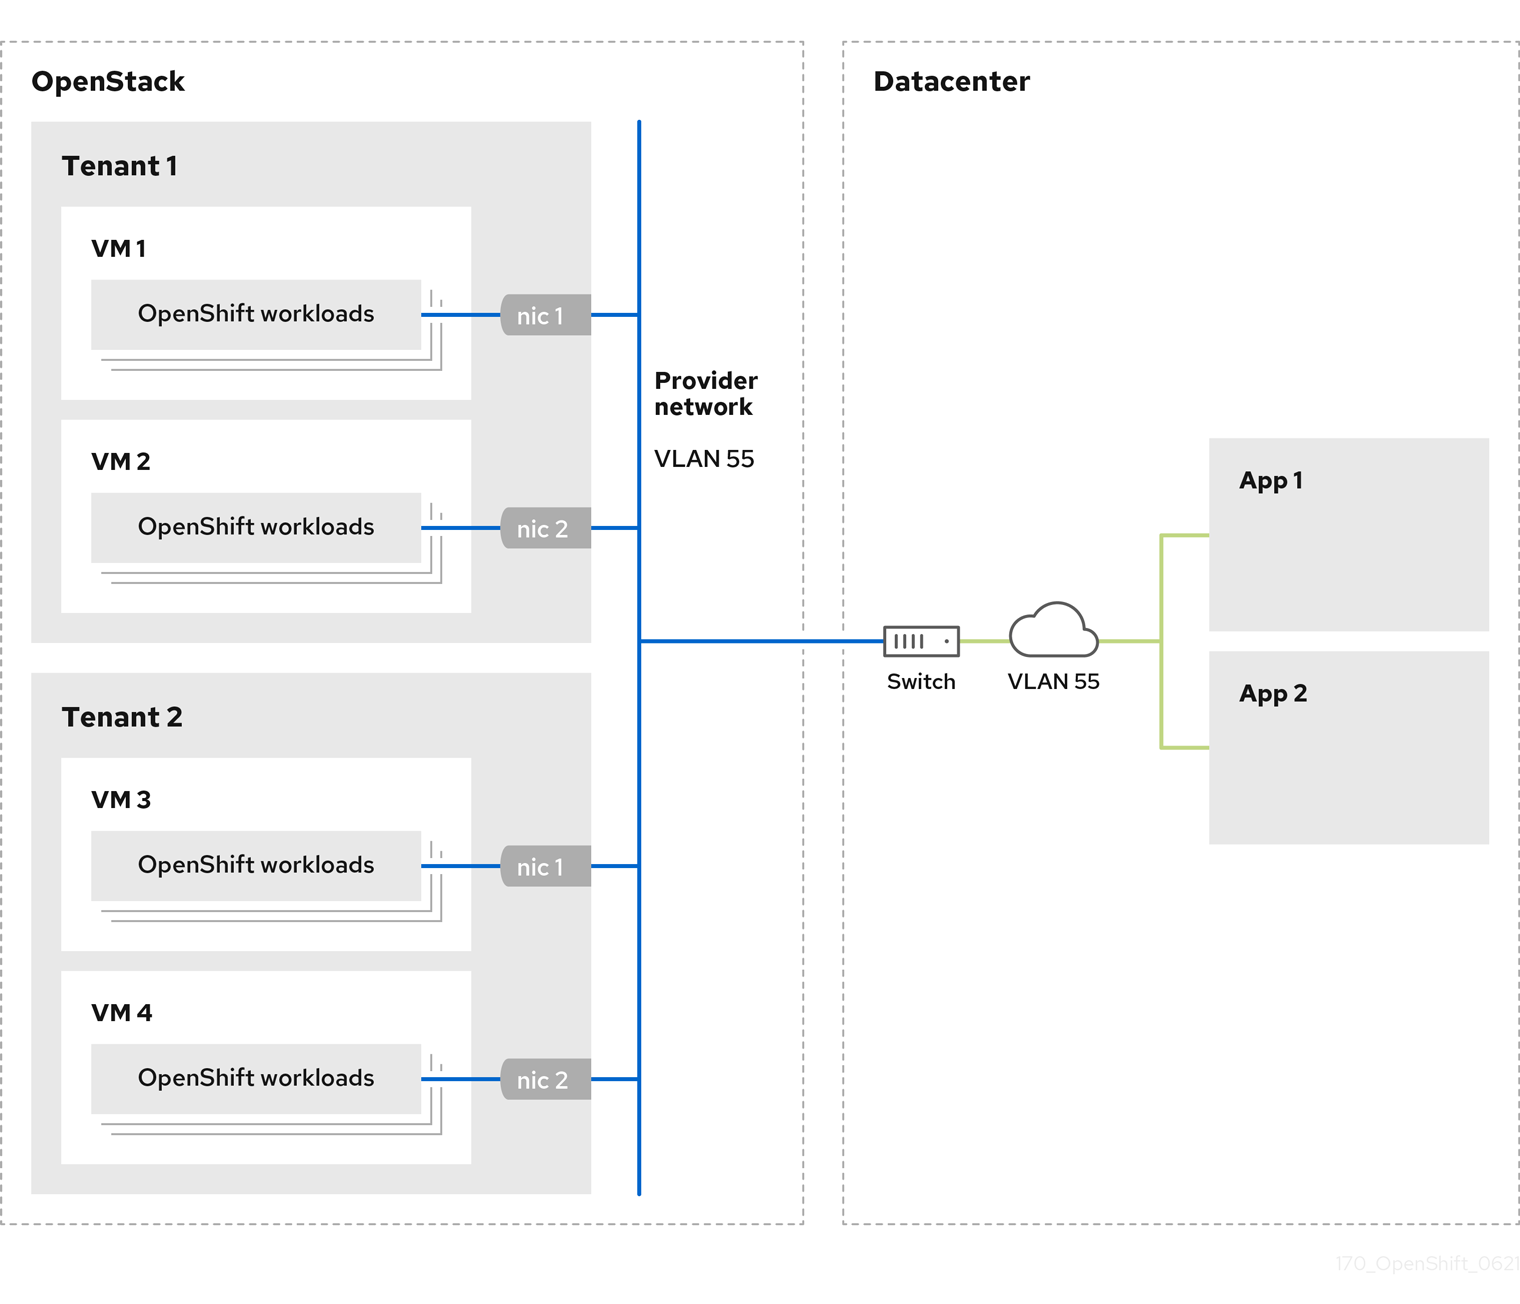 OpenStack
Tenant 1
VM 1
OpenShift workloads
nic 1
VM 2
OpenShift workloads
nic 2
Tenant 2
VM 3
OpenShift workloads
nic 1
VM 4
OpenShift workloads
nic 2
Provider
network
VLAN 55
Datacenter
Switch
VLAN 55
App 1
App 2
170_OpenShift_0621